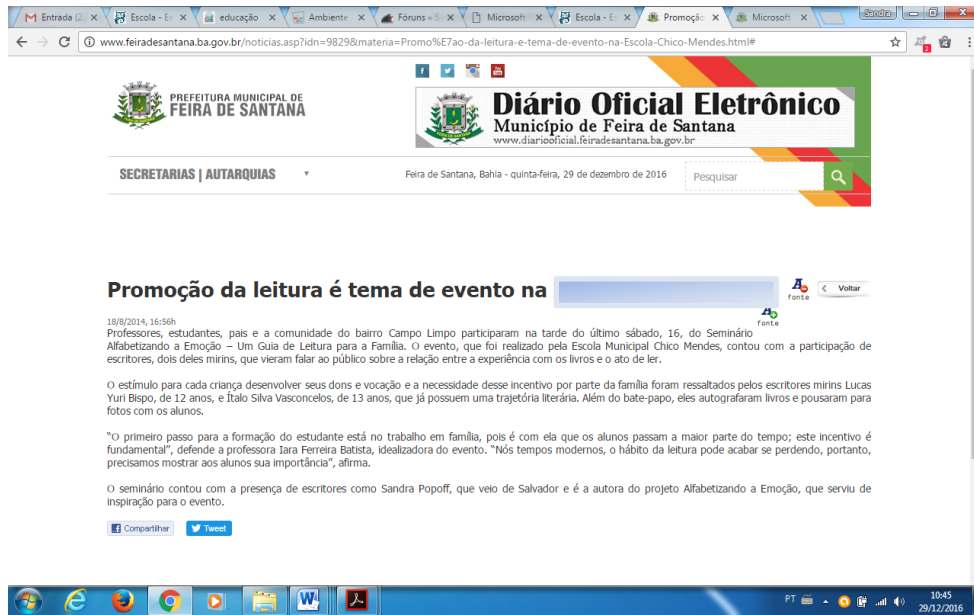 Entrada (2
Escola - Es
educação
Ambiente
Fóruns « S
Microsoft
Escola - Es
Promoção
Microsoft
Sandra
www.feiradesantana.ba.gov.br/noticias.asp?idn=9829&materia=Promo%E7ao-da-leitura-e-tema-de-evento-na-Escola-Chico-Mendes.html#
2
PREFEITURA MUNICIPAL DE
FEIRA DE SANTANA
Diário Oficial Eletrônico
Município de Feira de Santana
www.diariooficial.feiradesantana.ba.gov.br
SECRETARIAS | AUTARQUIAS
Feira de Santana, Bahia - quinta-feira, 29 de dezembro de 2016
Pesquisar
Promoção da leitura é tema de evento na
A
fonte
Voltar
A
fonte
18/8/2014, 16:56h
Professores, estudantes, pais e a comunidade do bairro Campo Limpo participaram na tarde do último sábado, 16, do Seminário
Alfabetizando a Emoção – Um Guia de Leitura para a Família. O evento, que foi realizado pela Escola Municipal Chico Mendes, contou com a participação de
escritores, dois deles mirins, que vieram falar ao público sobre a relação entre a experiência com os livros e o ato de ler.
O estímulo para cada criança desenvolver seus dons e vocação e a necessidade desse incentivo por parte da família foram ressaltados pelos escritores mirins Lucas
Yuri Bispo, de 12 anos, e Ítalo Silva Vasconcelos, de 13 anos, que já possuem uma trajetória literária. Além do bate-papo, eles autografaram livros e pousaram para
fotos com os alunos.
"O primeiro passo para a formação do estudante está no trabalho em família, pois é com ela que os alunos passam a maior parte do tempo; este incentivo é
fundamental", defende a professora Iara Ferreira Batista, idealizadora do evento. "Nós tempos modernos, o hábito da leitura pode acabar se perdendo, portanto,
precisamos mostrar aos alunos sua importância", afirma.
O seminário contou com a presença de escritores como Sandra Popoff, que veio de Salvador e é a autora do projeto Alfabetizando a Emoção, que serviu de
inspiração para o evento.
Compartilhar
Tweet
PT
10:45
29/12/2016